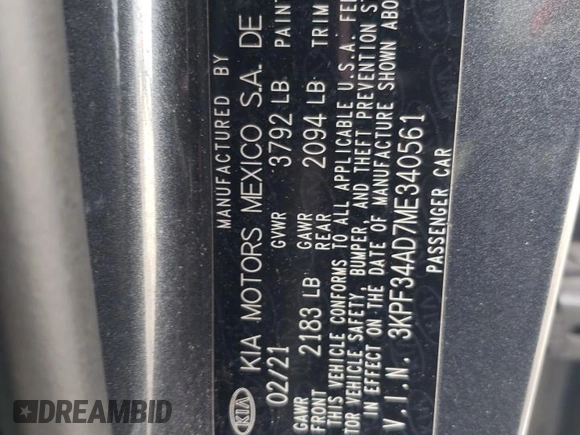 MANUFACTURED BY
KIA KIA MOTORS MEXICO S.A. DE
02/21 GVWR 3792 LB PAINT
GAWR FRONT 2183 LB GAWR REAR 2094 LB TRIM
THIS VEHICLE CONFORMS TO ALL APPLICABLE U.S.A. FE
TOR VEHICLE SAFETY, BUMPER, AND THEFT PREVENTION ST
IN EFFECT ON THE DATE OF MANUFACTURE SHOWN ABO
V.I.N. 3KPF34AD7ME340561
PASSENGER CAR
DREAMBID